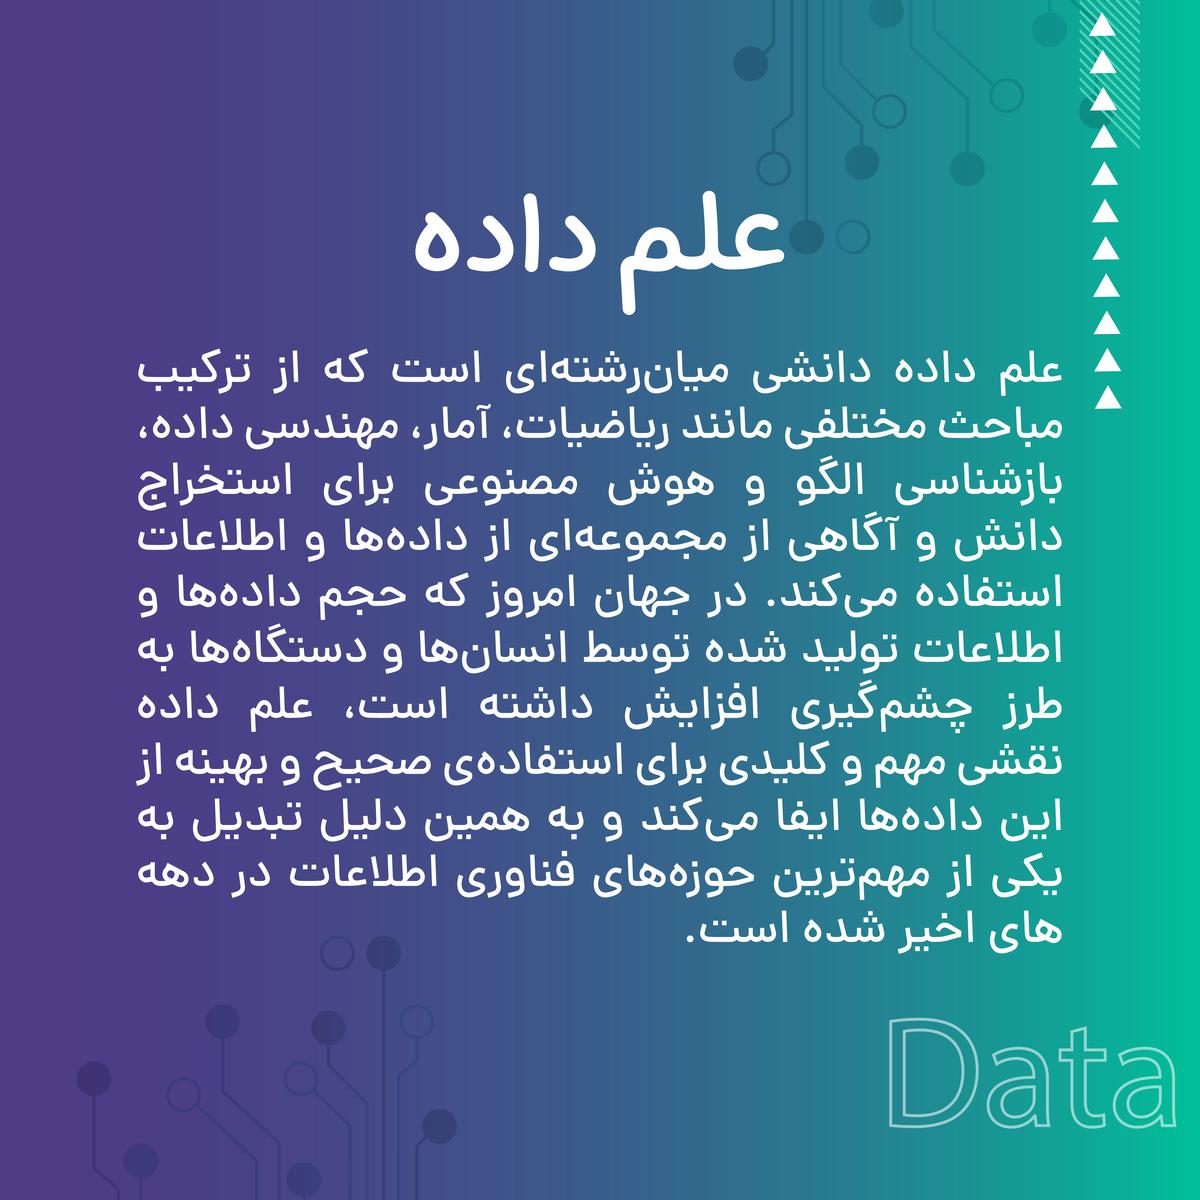 علم داده
علم داده دانشی میان‌رشته‌ای است که از ترکیب
مباحث مختلفی مانند ریاضیات، آمار، مهندسی داده،
بازشناسی الگو و هوش مصنوعی برای استخراج
دانش و آگاهی از مجموعه‌ای از داده‌ها و اطلاعات
استفاده می‌کند. در جهان امروز که حجم داده‌ها و
اطلاعات تولید شده توسط انسان‌ها و دستگاه‌ها به
طرز چشم‌گیری افزایش داشته است، علم داده
نقشی مهم و کلیدی برای استفاده‌ی صحیح و بهینه از
این داده‌ها ایفا می‌کند و به همین دلیل تبدیل به
یکی از مهم‌ترین حوزه‌های فناوری اطلاعات در دهه
های اخیر شده است.
Data